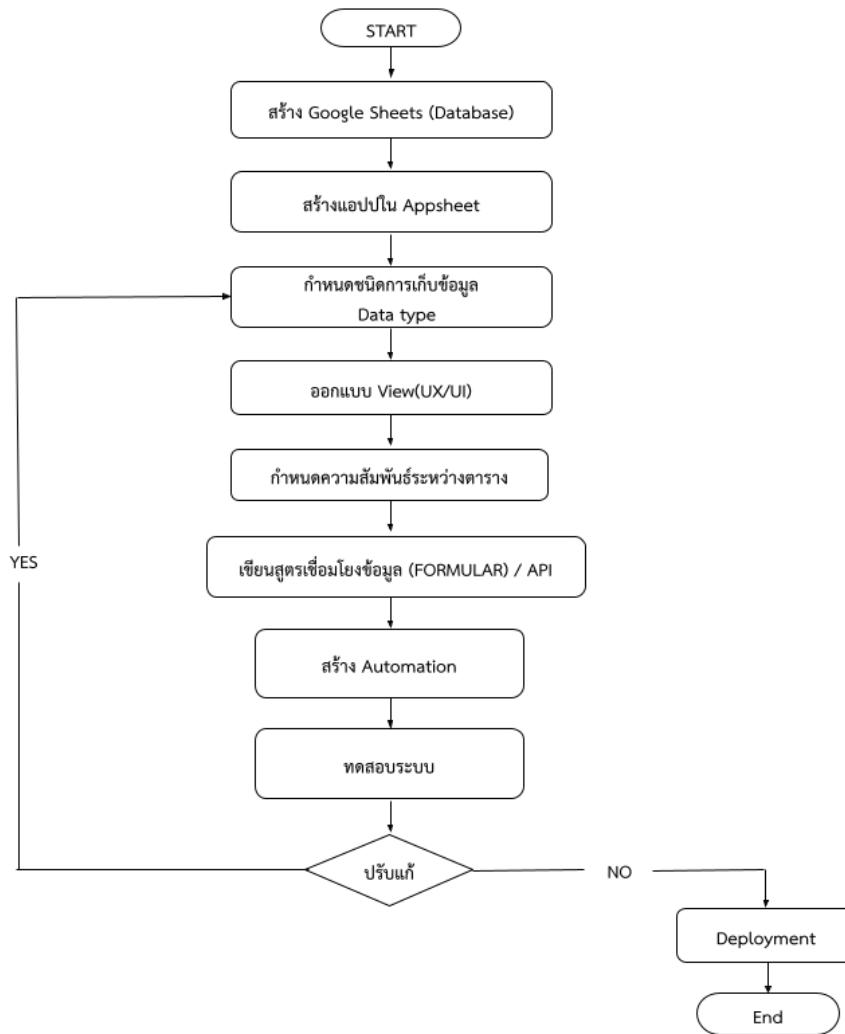 START
สร้าง Google Sheets (Database)
สร้างแอปปใน Appsheet
กำหนดชนิดการเก็บข้อมูล
Data type
ออกแบบ View(UX/UI)
กำหนดความสัมพันธ์ระหว่างตาราง
YES
เขียนสูตรเชื่อมโยงข้อมูล (FORMULAR) / API
สร้าง Automation
ทดสอบระบบ
ปรับแก้
NO
Deployment
End